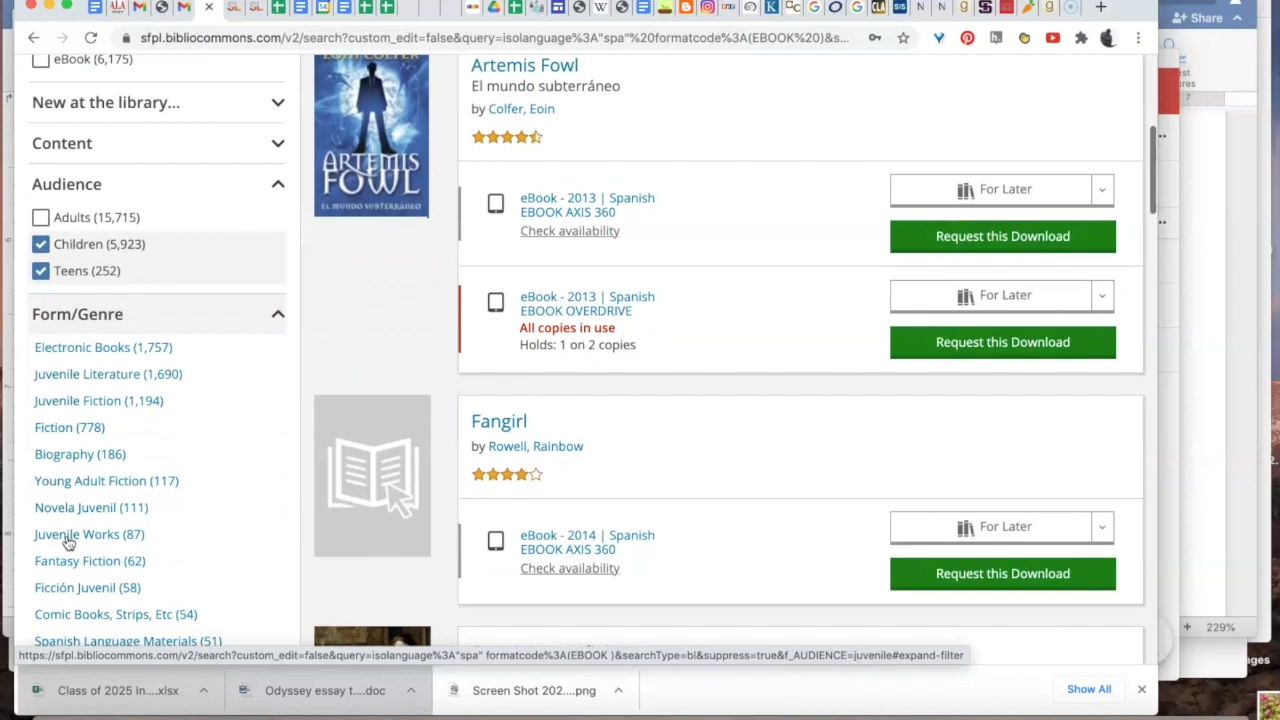 Share
sfpl.bibliocommons.com/v2/search?custom_edit=false&query=isolanguage%3A"spa"%20formatcode%3A(EBOOK%20)&s...
eBook (6,175)
New at the library...
Content
Audience
Adults (15,715)
Children (5,923)
Teens (252)
Form/Genre
Electronic Books (1,757)
Juvenile Literature (1,690)
Juvenile Fiction (1,194)
Fiction (778)
Biography (186)
Young Adult Fiction (117)
Novela Juvenil (111)
Juvenile Works (87)
Fantasy Fiction (62)
Ficción Juvenil (58)
Comic Books, Strips, Etc (54)
Spanish Language Materials (51)
EOIN COLFER
ARTEMIS
FOWL
EL MUNDO SUBTERRÁNEO
Artemis Fowl
El mundo subterráneo
by Colfer, Eoin
eBook - 2013 | Spanish
EBOOK AXIS 360
Check availability
For Later
Request this Download
eBook - 2013 | Spanish
EBOOK OVERDRIVE
All copies in use
Holds: 1 on 2 copies
For Later
Request this Download
Fangirl
by Rowell, Rainbow
eBook - 2014 | Spanish
EBOOK AXIS 360
Check availability
For Later
Request this Download
https://sfpl.bibliocommons.com/v2/search?custom_edit=false&query=isolanguage%3A"spa" formatcode%3A(EBOOK )&searchType=bl&suppress=true&f_AUDIENCE=juvenile#expand-filter
229%
Class of 2025 In....xlsx
Odyssey essay t....doc
Screen Shot 202....png
Show All